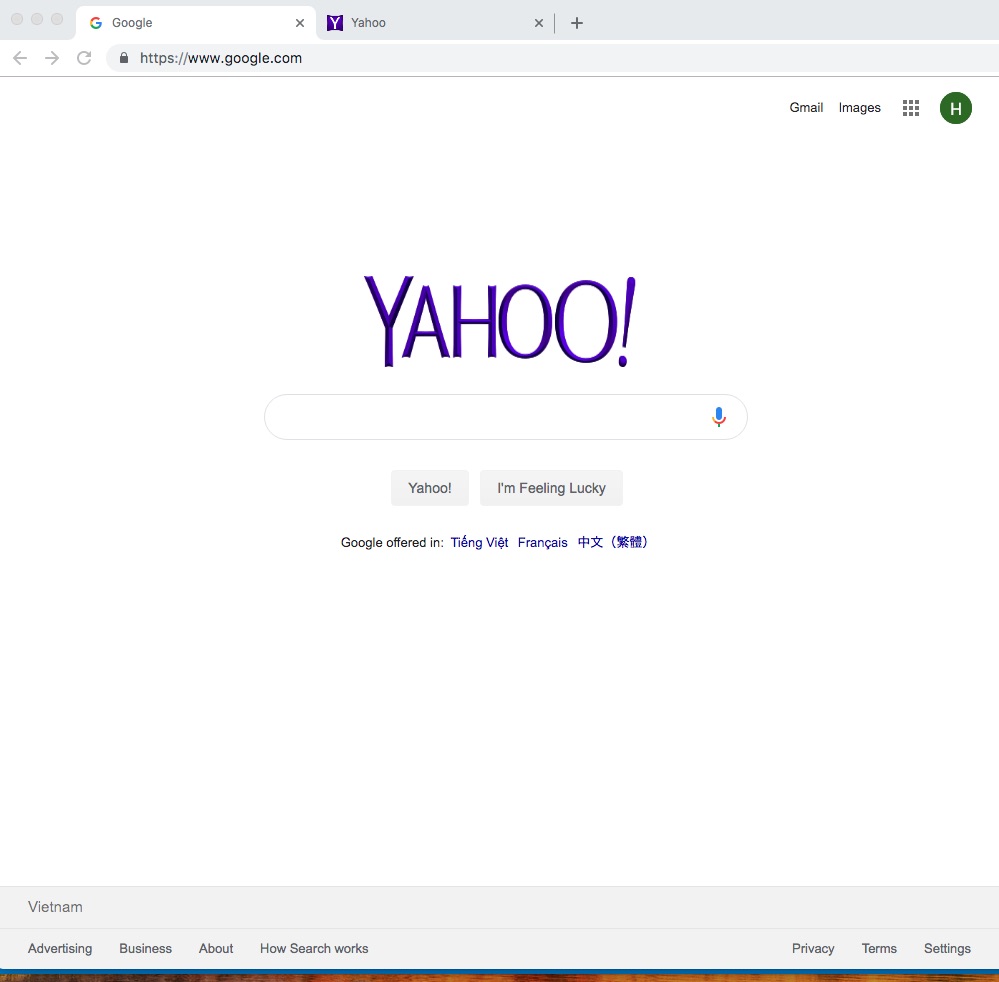 Google Yahoo
https://www.google.com
Gmail Images H
YAHOO!
Yahoo! I'm Feeling Lucky
Google offered in: Tiếng Việt Français 中文（繁體）
Vietnam
Advertising Business About How Search works Privacy Terms Settings